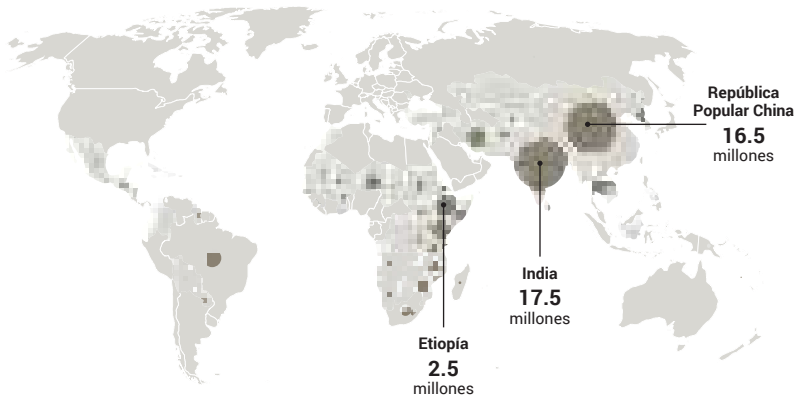 República
Popular China
16.5
millones
India
17.5
millones
Etiopía
2.5
millones